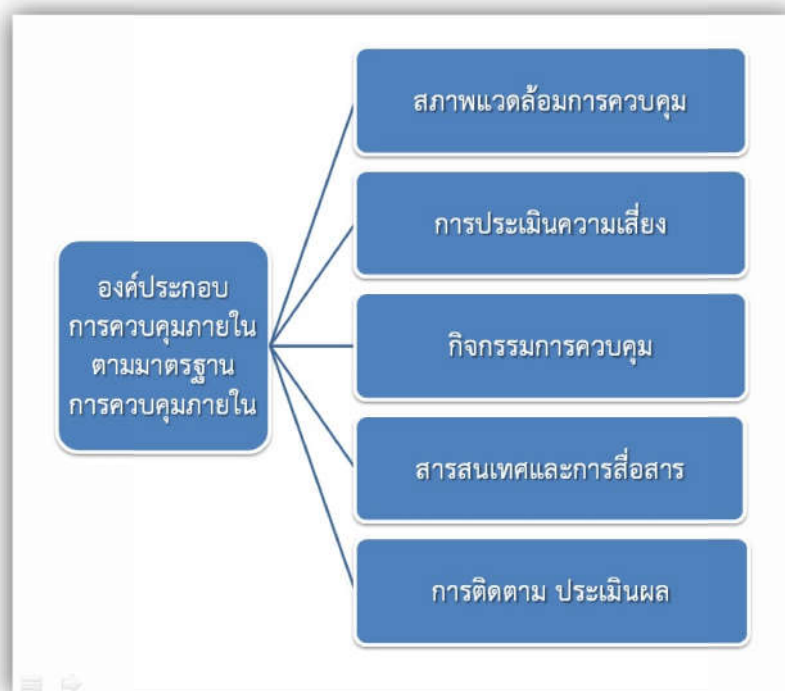 องค์ประกอบ
การควบคุมภายใน
ตามมาตรฐาน
การควบคุมภายใน
สภาพแวดล้อมการควบคุม
การประเมินความเสี่ยง
กิจกรรมการควบคุม
สารสนเทศและการสื่อสาร
การติดตาม ประเมินผล